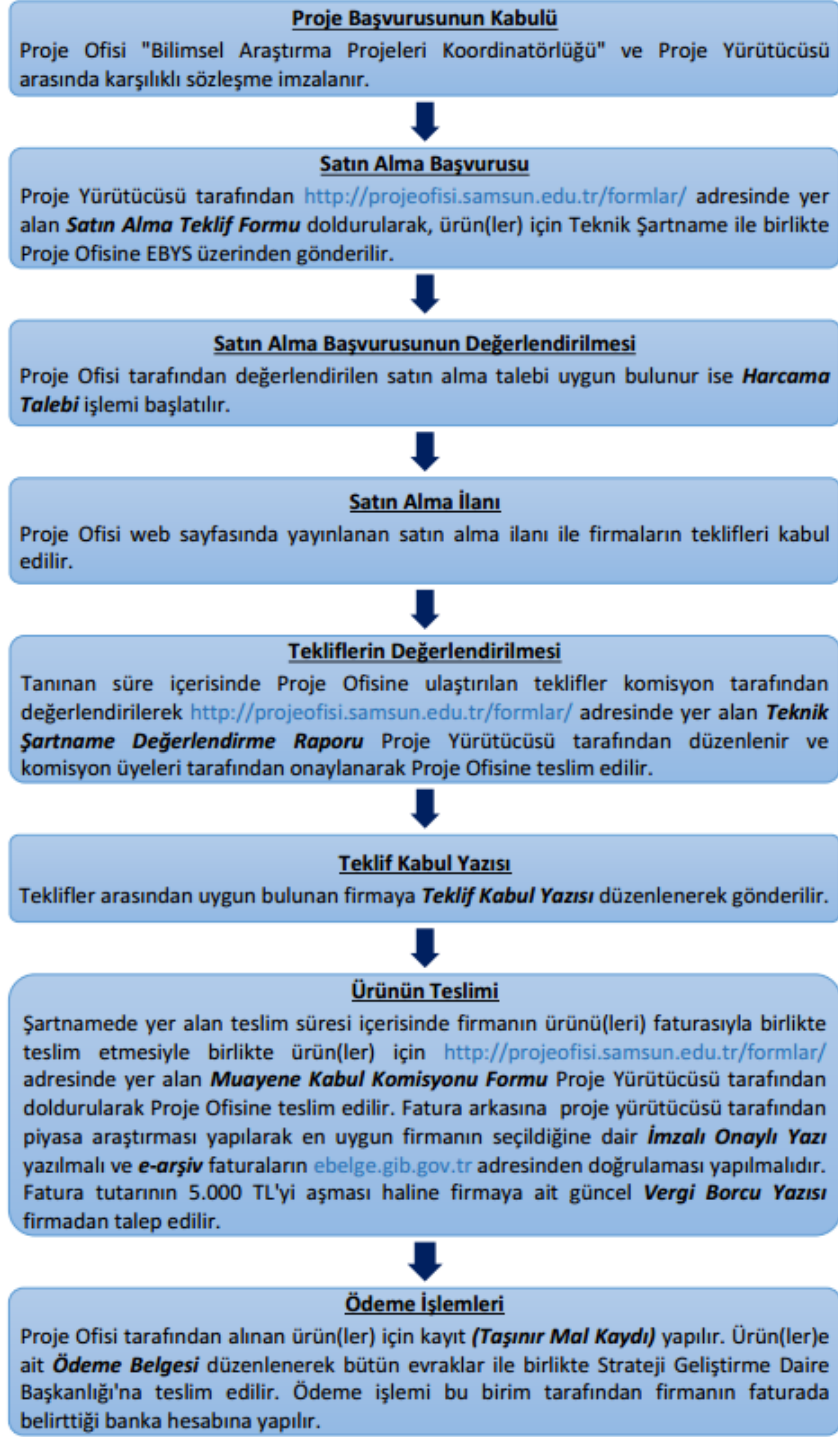 Proje Başvurusunun Kabulü
Proje Ofisi "Bilimsel Araştırma Projeleri Koordinatörlüğü" ve Proje Yürütücüsü
arasında karşılıklı sözleşme imzalanır.
Satın Alma Başvurusu
Proje Yürütücüsü tarafından http://projeofisi.samsun.edu.tr/formlar/ adresinde yer
alan Satın Alma Teklif Formu doldurularak, ürün(ler) için Teknik Şartname ile birlikte
Proje Ofisine EBYS üzerinden gönderilir.
Satın Alma Başvurusunun Değerlendirilmesi
Proje Ofisi tarafından değerlendirilen satın alma talebi uygun bulunur ise Harcama
Talebi işlemi başlatılır.
Satın Alma İlanı
Proje Ofisi web sayfasında yayınlanan satın alma ilanı ile firmaların teklifleri kabul
edilir.
Tekliflerin Değerlendirilmesi
Tanınan süre içerisinde Proje Ofisine ulaştırılan teklifler komisyon tarafından
değerlendirilerek http://projeofisi.samsun.edu.tr/formlar/ adresinde yer alan Teknik
Şartname Değerlendirme Raporu Proje Yürütücüsü tarafından düzenlenir ve
komisyon üyeleri tarafından onaylanarak Proje Ofisine teslim edilir.
Teklif Kabul Yazısı
Teklifler arasından uygun bulunan firmaya Teklif Kabul Yazısı düzenlenerek gönderilir.
Ürünün Teslimi
Şartnamede yer alan teslim süresi içerisinde firmanın ürünü(leri) faturasıyla birlikte
teslim etmesiyle birlikte ürün(ler) için http://projeofisi.samsun.edu.tr/formlar/
adresinde yer alan Muayene Kabul Komisyonu Formu Proje Yürütücüsü tarafından
doldurularak Proje Ofisine teslim edilir. Fatura arkasına proje yürütücüsü tarafından
piyasa araştırması yapılarak en uygun firmanın seçildiğine dair İmzalı Onaylı Yazı
yazılmalı ve e-arşiv faturaların ebelge.gib.gov.tr adresinden doğrulaması yapılmalıdır.
Fatura tutarının 5.000 TL'yi aşması haline firmaya ait güncel Vergi Borcu Yazısı
firmadan talep edilir.
Ödeme İşlemleri
Proje Ofisi tarafından alınan ürün(ler) için kayıt (Taşınır Mal Kaydı) yapılır. Ürün(ler)e
ait Ödeme Belgesi düzenlenerek bütün evraklar ile birlikte Strateji Geliştirme Daire
Başkanlığı'na teslim edilir. Ödeme işlemi bu birim tarafından firmanın faturada
belirttiği banka hesabına yapılır.